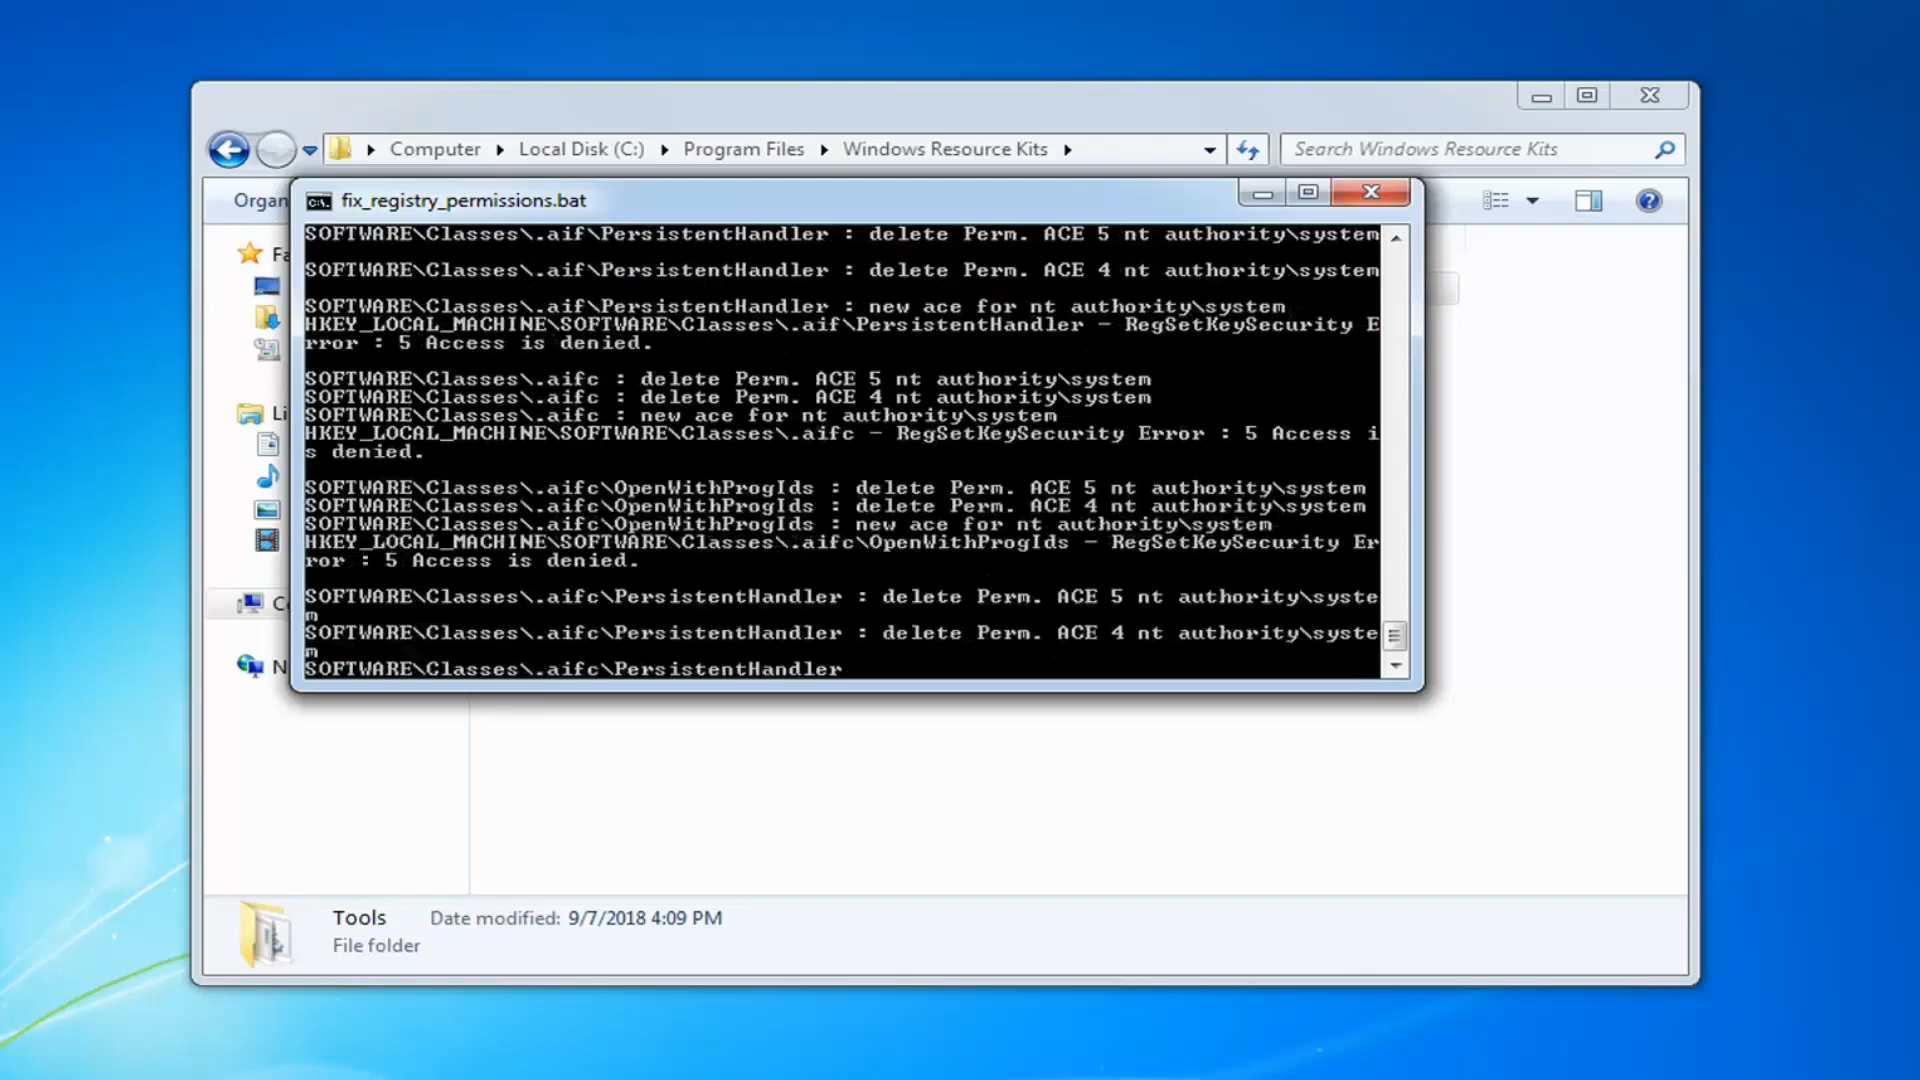 Computer Local Disk (C:) Program Files Windows Resource Kits Search Windows Resource Kits
Organ
fix_registry_permissions.bat
SOFTWARE\Classes\.aif\PersistentHandler : delete Perm. ACE 5 nt authority\system
SOFTWARE\Classes\.aif\PersistentHandler : delete Perm. ACE 4 nt authority\system
SOFTWARE\Classes\.aif\PersistentHandler : new ace for nt authority\system
HKEY_LOCAL_MACHINE\SOFTWARE\Classes\.aif\PersistentHandler - RegSetKeySecurity E
rror : 5 Access is denied.
SOFTWARE\Classes\.aifc : delete Perm. ACE 5 nt authority\system
SOFTWARE\Classes\.aifc : delete Perm. ACE 4 nt authority\system
SOFTWARE\Classes\.aifc : new ace for nt authority\system
HKEY_LOCAL_MACHINE\SOFTWARE\Classes\.aifc - RegSetKeySecurity Error : 5 Access i
s denied.
SOFTWARE\Classes\.aifc\OpenWithProgIds : delete Perm. ACE 5 nt authority\system
SOFTWARE\Classes\.aifc\OpenWithProgIds : delete Perm. ACE 4 nt authority\system
SOFTWARE\Classes\.aifc\OpenWithProgIds : new ace for nt authority\system
HKEY_LOCAL_MACHINE\SOFTWARE\Classes\.aifc\OpenWithProgIds - RegSetKeySecurity Er
ror : 5 Access is denied.
SOFTWARE\Classes\.aifc\PersistentHandler : delete Perm. ACE 5 nt authority\syste
m
SOFTWARE\Classes\.aifc\PersistentHandler : delete Perm. ACE 4 nt authority\syste
m
SOFTWARE\Classes\.aifc\PersistentHandler
Fa
Li
Co
N
Tools Date modified: 9/7/2018 4:09 PM
File folder